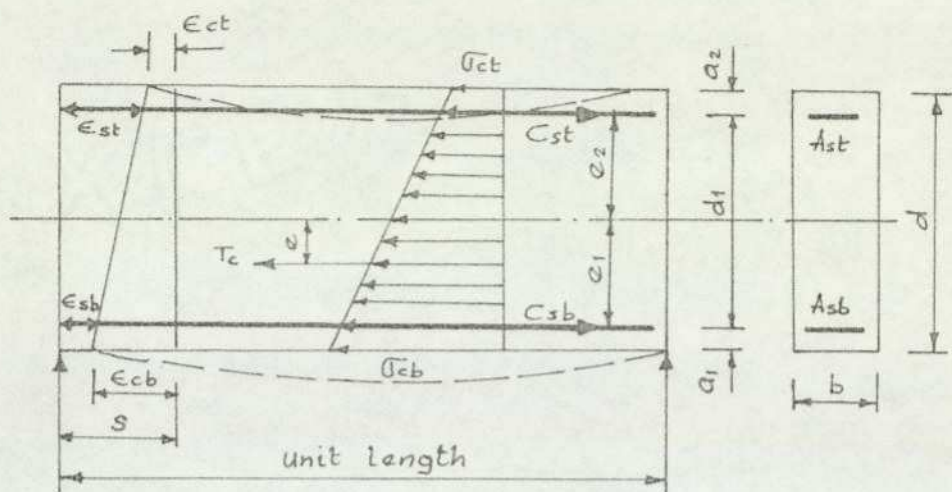 ϵct
σct
a2
ϵst
Cst
e2
Ast
d1
d
e
Tc
e1
ϵsb
Csb
Asb
ϵcb
σcb
a1
b
s
unit length